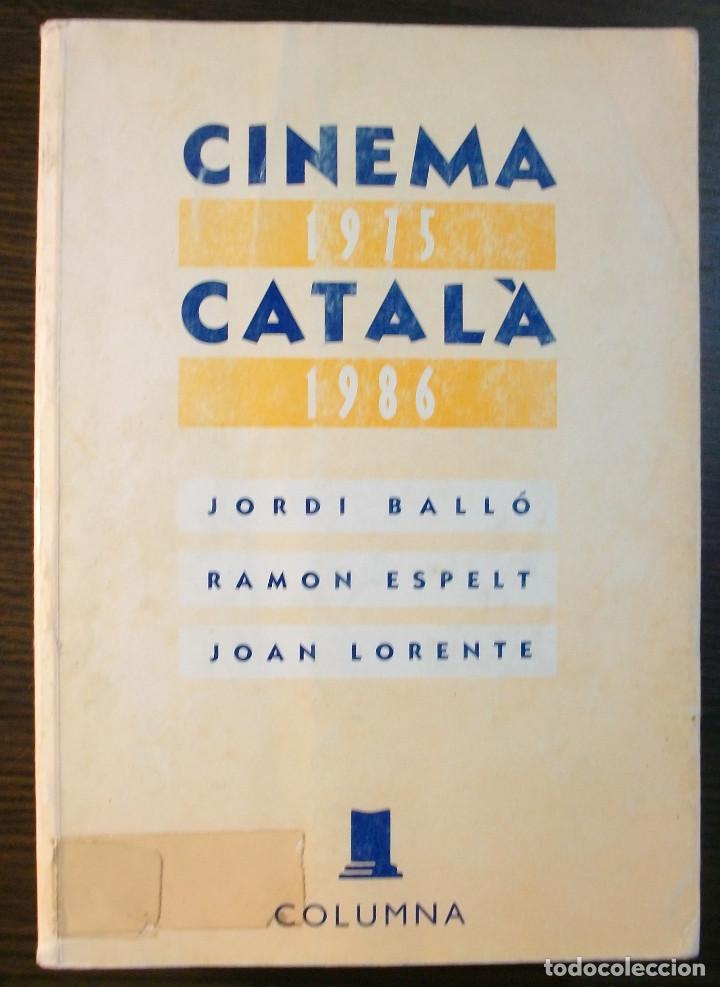 CINEMA
1975
CATALÀ
1986
JORDI BALLÓ
RAMON ESPELT
JOAN LORENTE
COLUMNA
todocoleccion